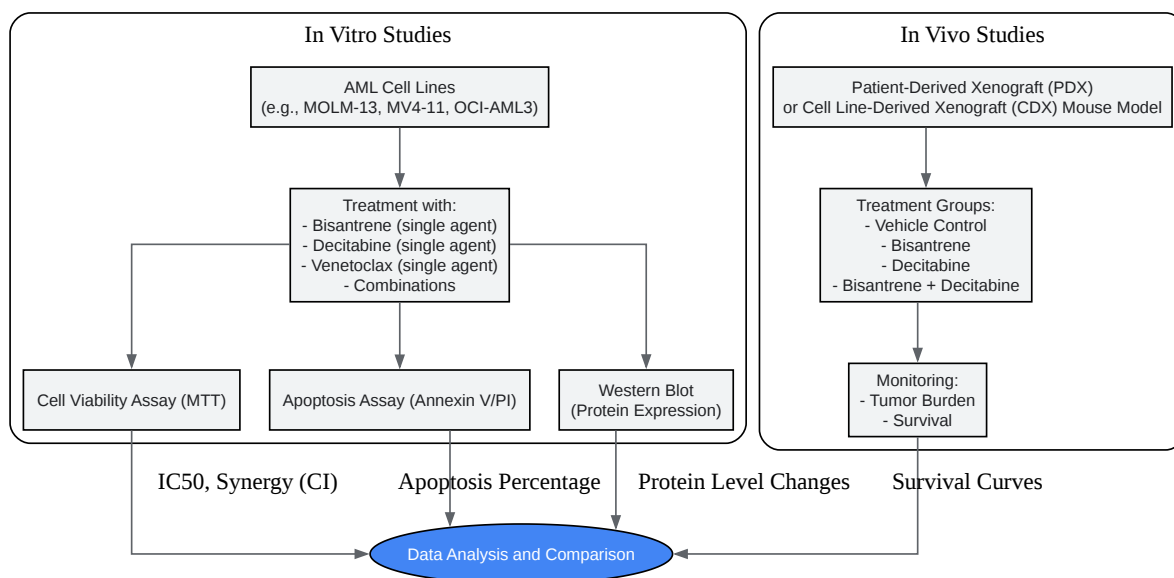 In Vitro Studies
AML Cell Lines
(e.g., MOLM-13, MV4-11, OCI-AML3)
Treatment with:
- Bisantrene (single agent)
- Decitabine (single agent)
- Venetoclax (single agent)
- Combinations
Cell Viability Assay (MTT)
Apoptosis Assay (Annexin V/PI)
Western Blot
(Protein Expression)
In Vivo Studies
Patient-Derived Xenograft (PDX)
or Cell Line-Derived Xenograft (CDX) Mouse Model
Treatment Groups:
- Vehicle Control
- Bisantrene
- Decitabine
- Bisantrene + Decitabine
Monitoring:
- Tumor Burden
- Survival
IC50, Synergy (CI)
Apoptosis Percentage
Protein Level Changes
Survival Curves
Data Analysis and Comparison